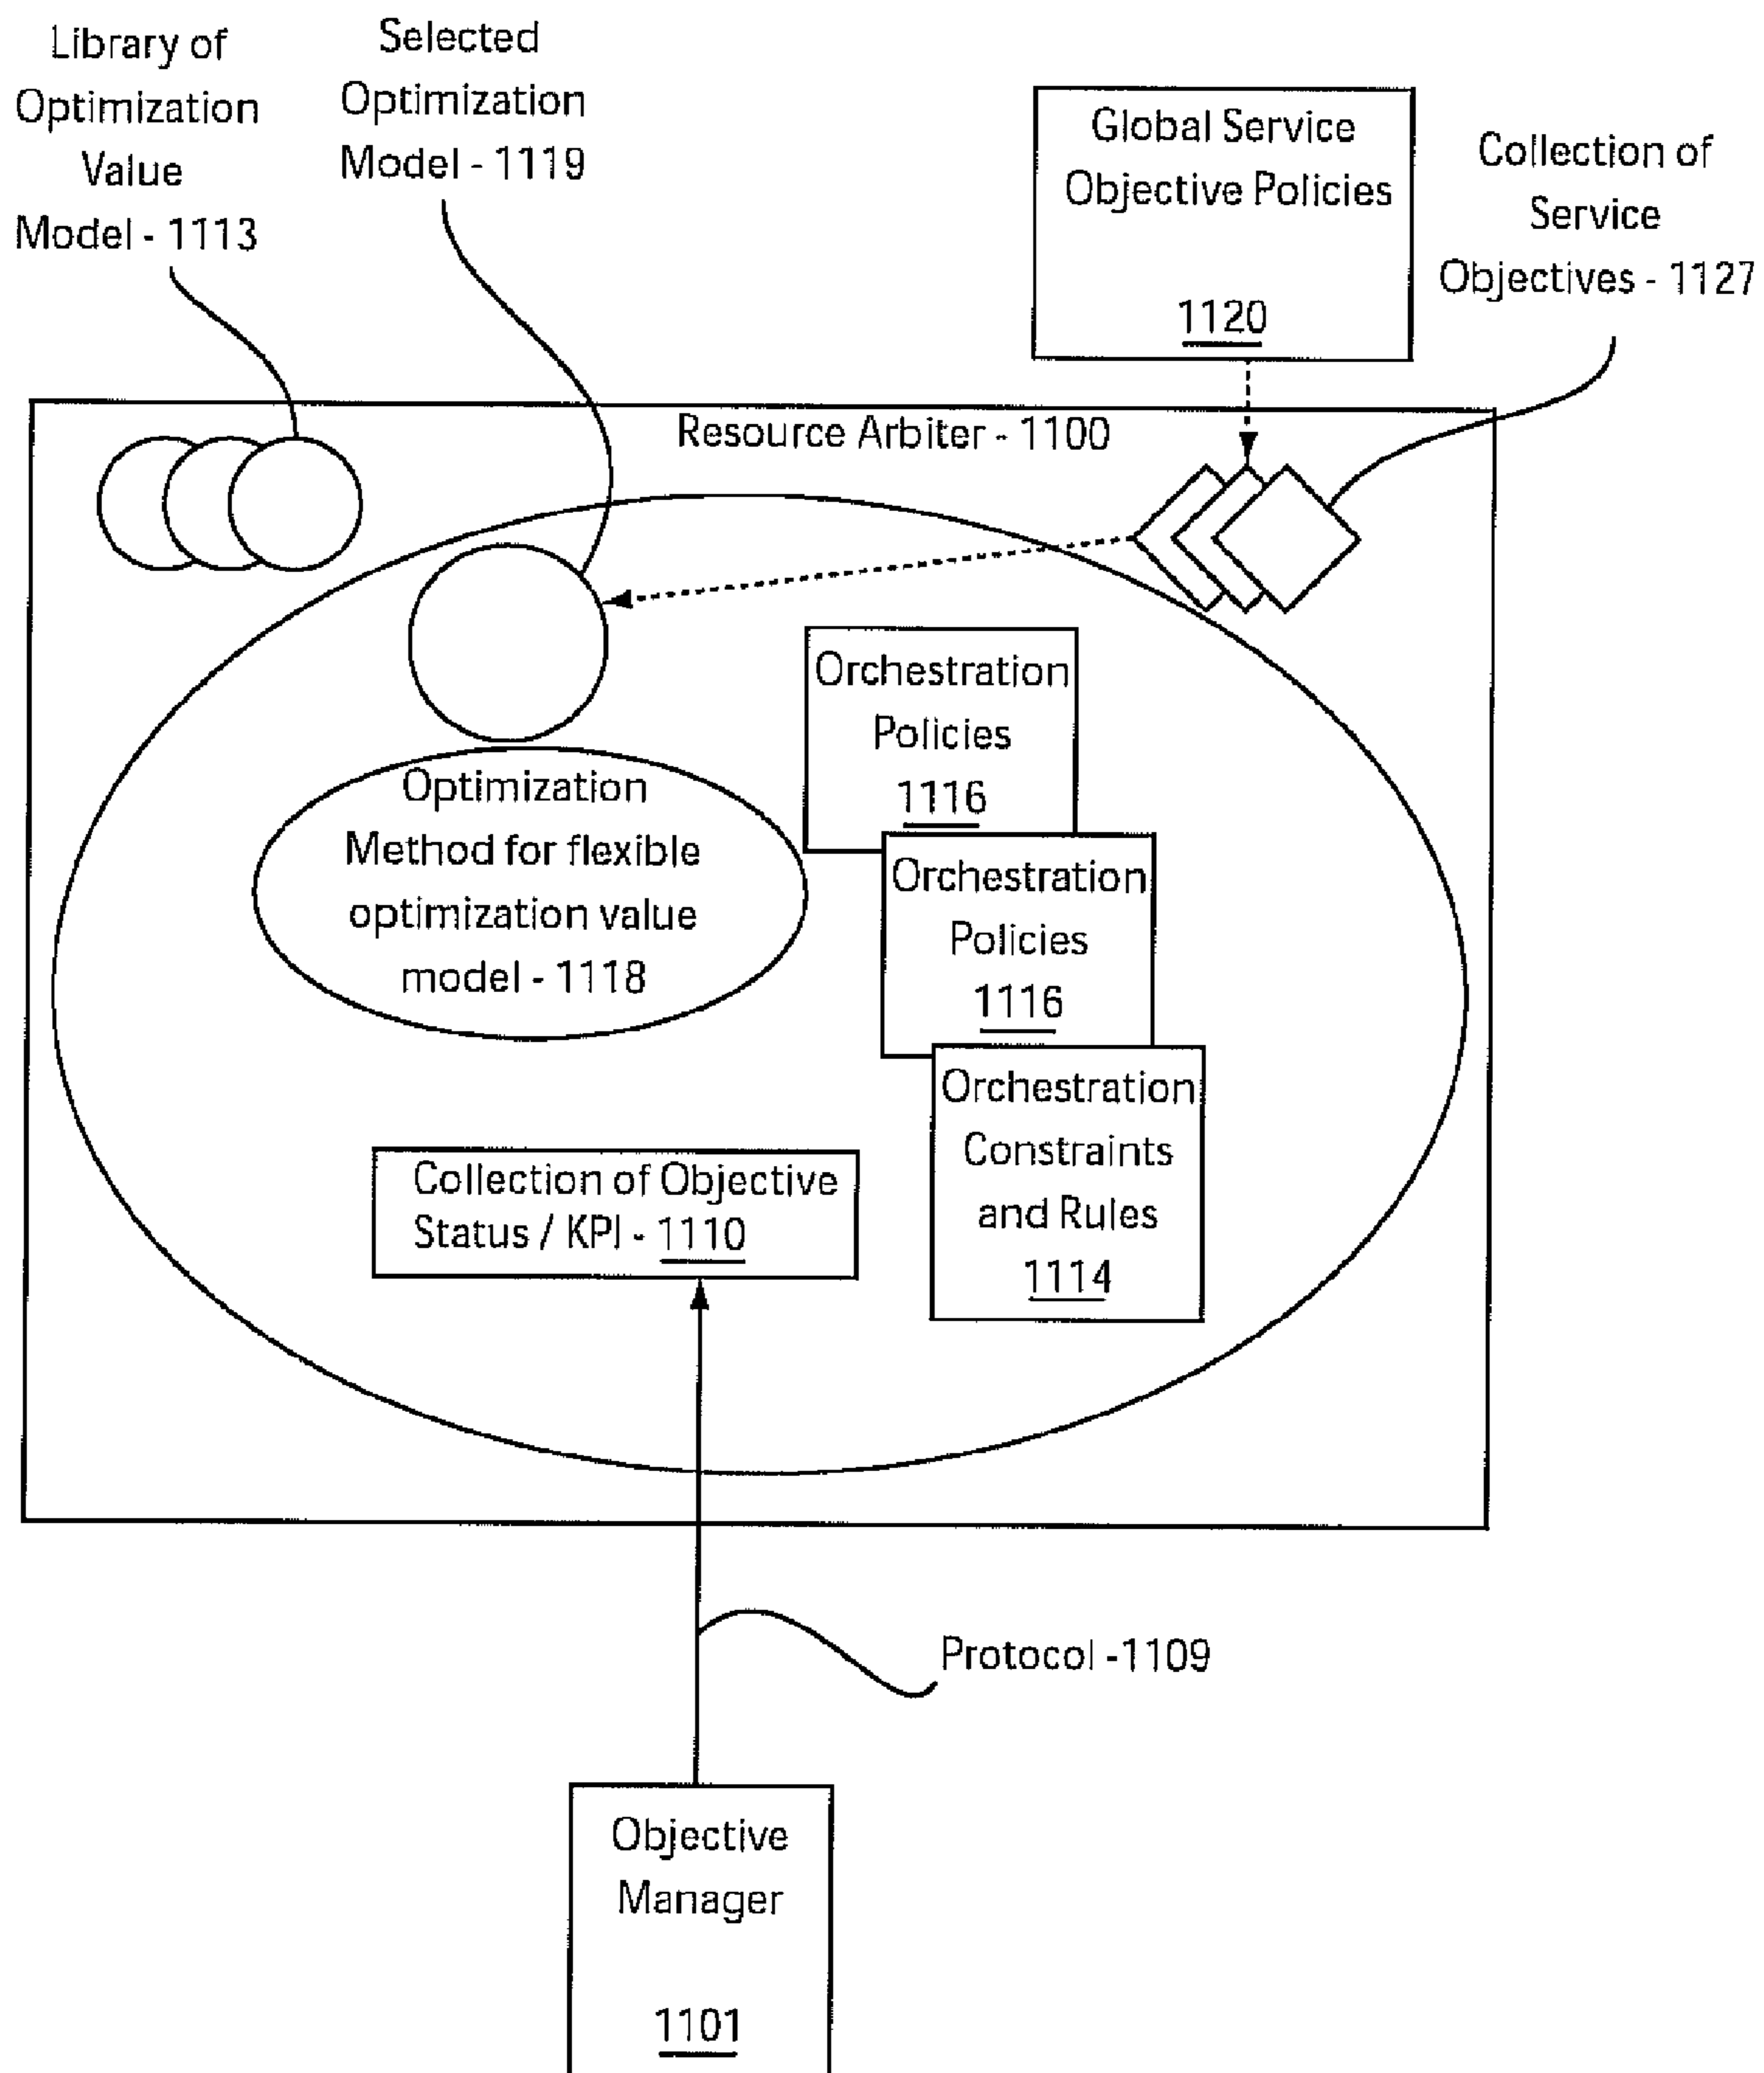 Library of
Optimization
Value
Model - 1113
Selected
Optimization
Model - 1119
Global Service
Objective Policies
1120
Collection of
Service
Objectives - 1127
Resource Arbiter - 1100
Orchestration
Policies
1116
Optimization
Method for flexible
optimization value
model - 1118
Orchestration
Policies
1116
Orchestration
Constraints
and Rules
1114
Collection of Objective
Status / KPI - 1110
Protocol -1109
Objective
Manager
1101